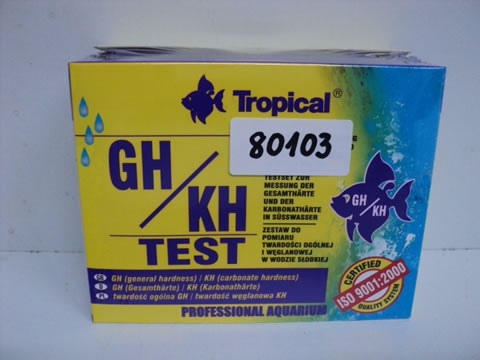 Tropical®
80103
GH/KH
TEST
TESTSET ZUR
MESSUNG DER
GESAMTHÄRTE
UND DER
KARBONATHÄRTE
IN SÜSSWASSER
ZESTAW DO
POMIARU
TWARDOŚCI OGÓLNEJ
I WĘGLANOWEJ
W WODZIE SŁODKIEJ
GH/KH
CERTIFIED
ISO 9001:2000
QUALITY SYSTEM
GB GH (general hardness) / KH (carbonate hardness)
D GH (Gesamthärte) / KH (Karbonathärte)
PL twardość ogólna GH / twardość węglanowa KH
PROFESSIONAL AQUARIUM